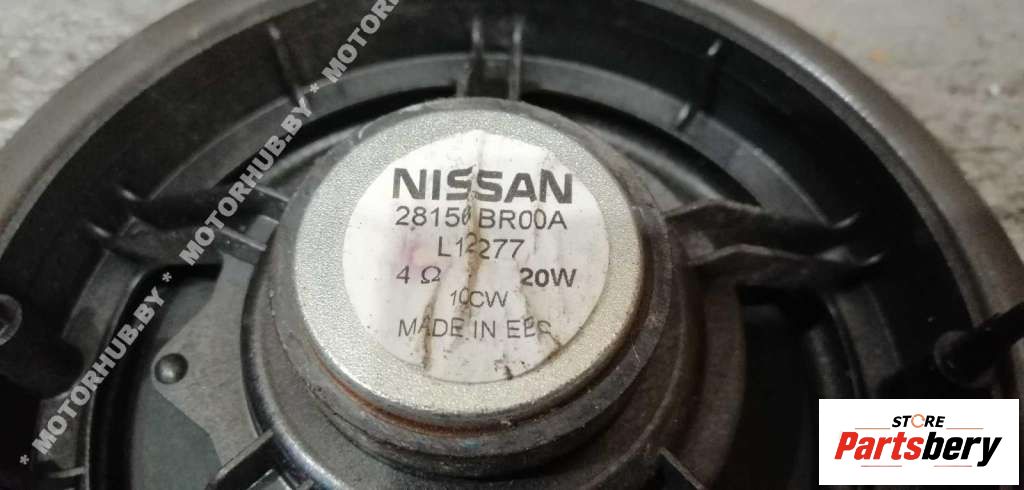 * MOTORHUB.BY * MOTORHUB.BY * MOTORHUB.BY
NISSAN
28156 BR00A
L12277
4 Ω 20W
10CW
MADE IN EEC
STORE
Partsbery